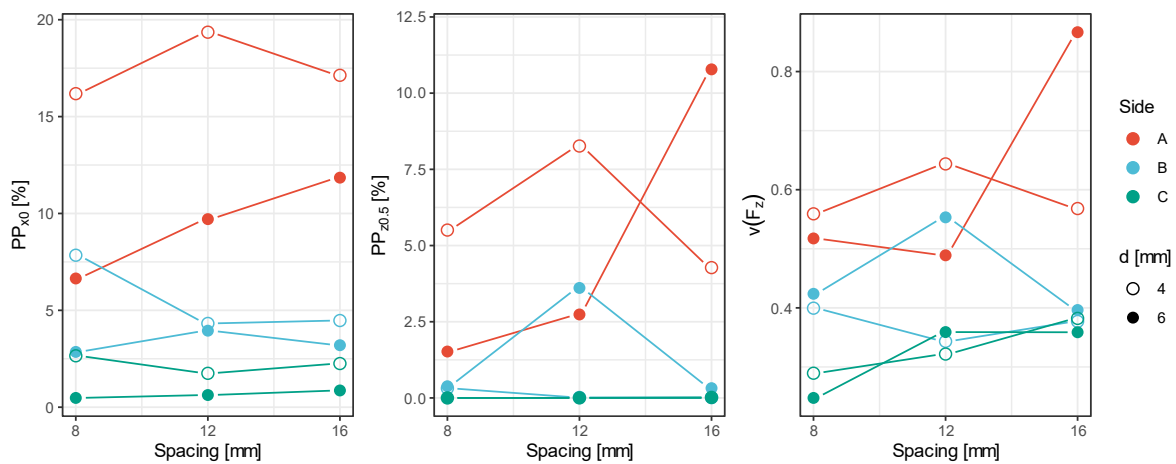 20
15
10
5
0
PPx0 [%]
8 12 16
Spacing [mm]
12.5
10.0
7.5
5.0
2.5
0.0
PPz0.5 [%]
8 12 16
Spacing [mm]
0.8
0.6
0.4
v(Fz)
8 12 16
Spacing [mm]
Side
A
B
C
d [mm]
4
6